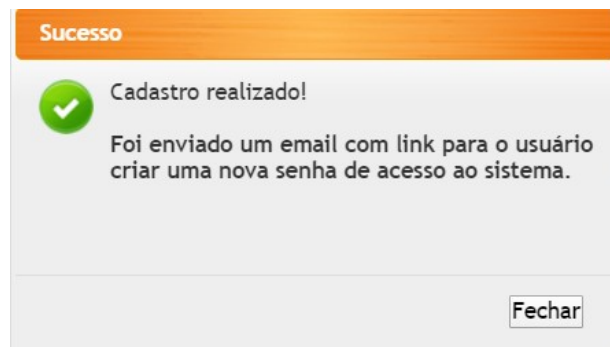 Sucesso
Cadastro realizado!
Foi enviado um email com link para o usuário
criar uma nova senha de acesso ao sistema.
Fechar